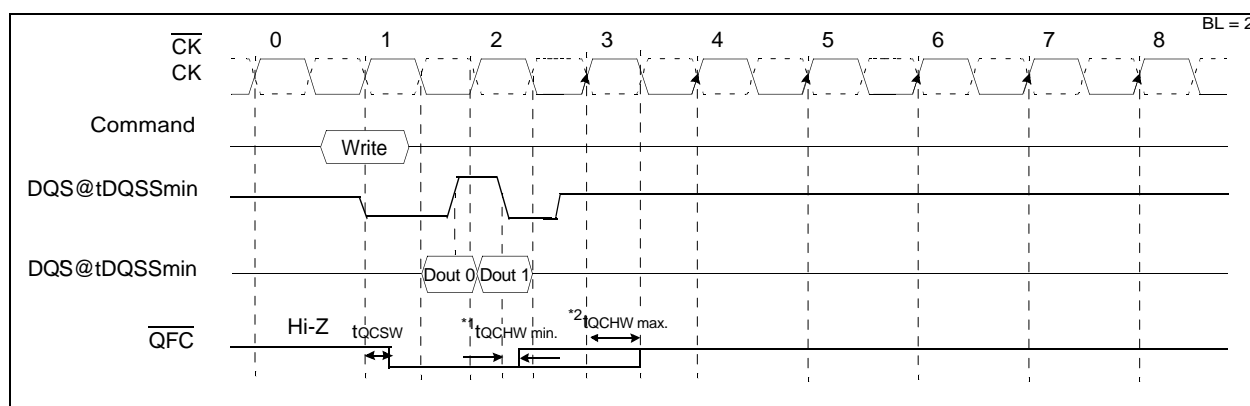 BL = 2
0 1 2 3 4 5 6 7 8
CK
CK
Command
Write
DQS@tDQSSmin
DQS@tDQSSmin
Dout 0 Dout 1
QFC
Hi-Z tQCSW *1tQCHW min. *2tQCHW max.